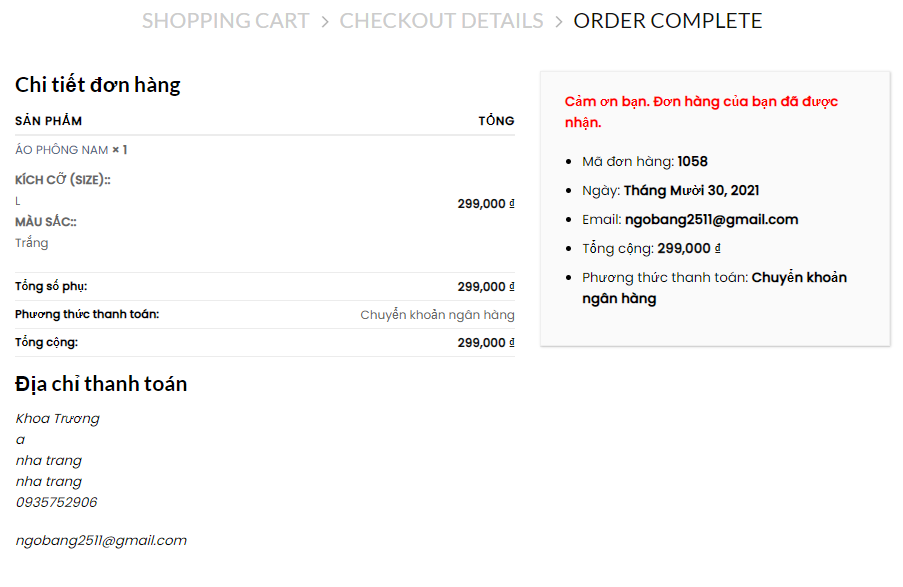 SHOPPING CART > CHECKOUT DETAILS > ORDER COMPLETE
Chi tiết đơn hàng
SẢN PHẨM TỔNG
ÁO PHÔNG NAM × 1
KÍCH CỠ (SIZE)::
L
299,000 ₫
MÀU SẮC::
Trắng
Tổng số phụ: 299,000 ₫
Phương thức thanh toán: Chuyển khoản ngân hàng
Tổng cộng: 299,000 ₫
Địa chỉ thanh toán
Khoa Trương
a
nha trang
nha trang
0935752906
ngobang2511@gmail.com
Cảm ơn bạn. Đơn hàng của bạn đã được
nhận.
Mã đơn hàng: 1058
Ngày: Tháng Mười 30, 2021
Email: ngobang2511@gmail.com
Tổng cộng: 299,000 ₫
Phương thức thanh toán: Chuyển khoản
ngân hàng